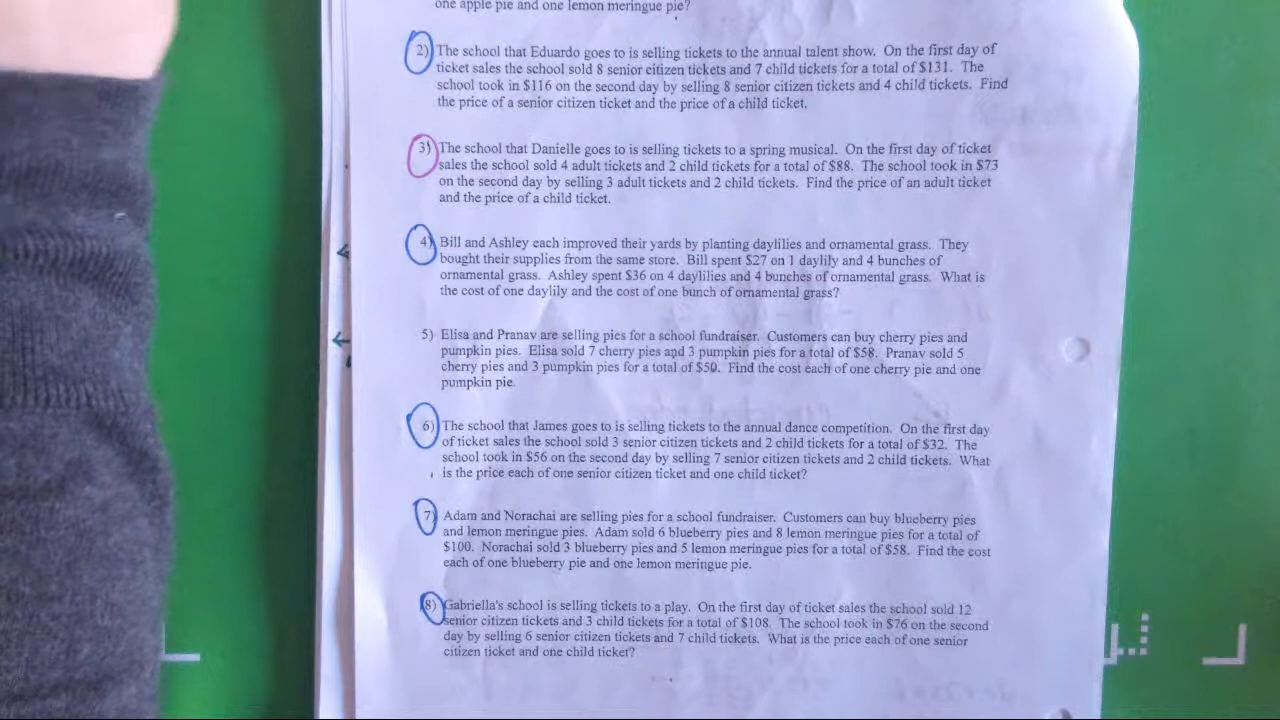 one apple pie and one lemon meringue pie?
2) The school that Eduardo goes to is selling tickets to the annual talent show. On the first day of
ticket sales the school sold 8 senior citizen tickets and 7 child tickets for a total of $131. The
school took in $116 on the second day by selling 8 senior citizen tickets and 4 child tickets. Find
the price of a senior citizen ticket and the price of a child ticket.
3) The school that Danielle goes to is selling tickets to a spring musical. On the first day of ticket
sales the school sold 4 adult tickets and 2 child tickets for a total of $88. The school took in $73
on the second day by selling 3 adult tickets and 2 child tickets. Find the price of an adult ticket
and the price of a child ticket.
4) Bill and Ashley each improved their yards by planting daylilies and ornamental grass. They
bought their supplies from the same store. Bill spent $27 on 1 daylily and 4 bunches of
ornamental grass. Ashley spent $36 on 4 daylilies and 4 bunches of ornamental grass. What is
the cost of one daylily and the cost of one bunch of ornamental grass?
5) Elisa and Pranav are selling pies for a school fundraiser. Customers can buy cherry pies and
pumpkin pies. Elisa sold 7 cherry pies and 3 pumpkin pies for a total of $58. Pranav sold 5
cherry pies and 3 pumpkin pies for a total of $50. Find the cost each of one cherry pie and one
pumpkin pie.
6) The school that James goes to is selling tickets to the annual dance competition. On the first day
of ticket sales the school sold 3 senior citizen tickets and 2 child tickets for a total of $32. The
school took in $56 on the second day by selling 7 senior citizen tickets and 2 child tickets. What
is the price each of one senior citizen ticket and one child ticket?
7) Adam and Norachai are selling pies for a school fundraiser. Customers can buy blueberry pies
and lemon meringue pies. Adam sold 6 blueberry pies and 8 lemon meringue pies for a total of
$100. Norachai sold 3 blueberry pies and 5 lemon meringue pies for a total of $58. Find the cost
each of one blueberry pie and one lemon meringue pie.
8) Gabriella's school is selling tickets to a play. On the first day of ticket sales the school sold 12
senior citizen tickets and 3 child tickets for a total of $108. The school took in $76 on the second
day by selling 6 senior citizen tickets and 7 child tickets. What is the price each of one senior
citizen ticket and one child ticket?